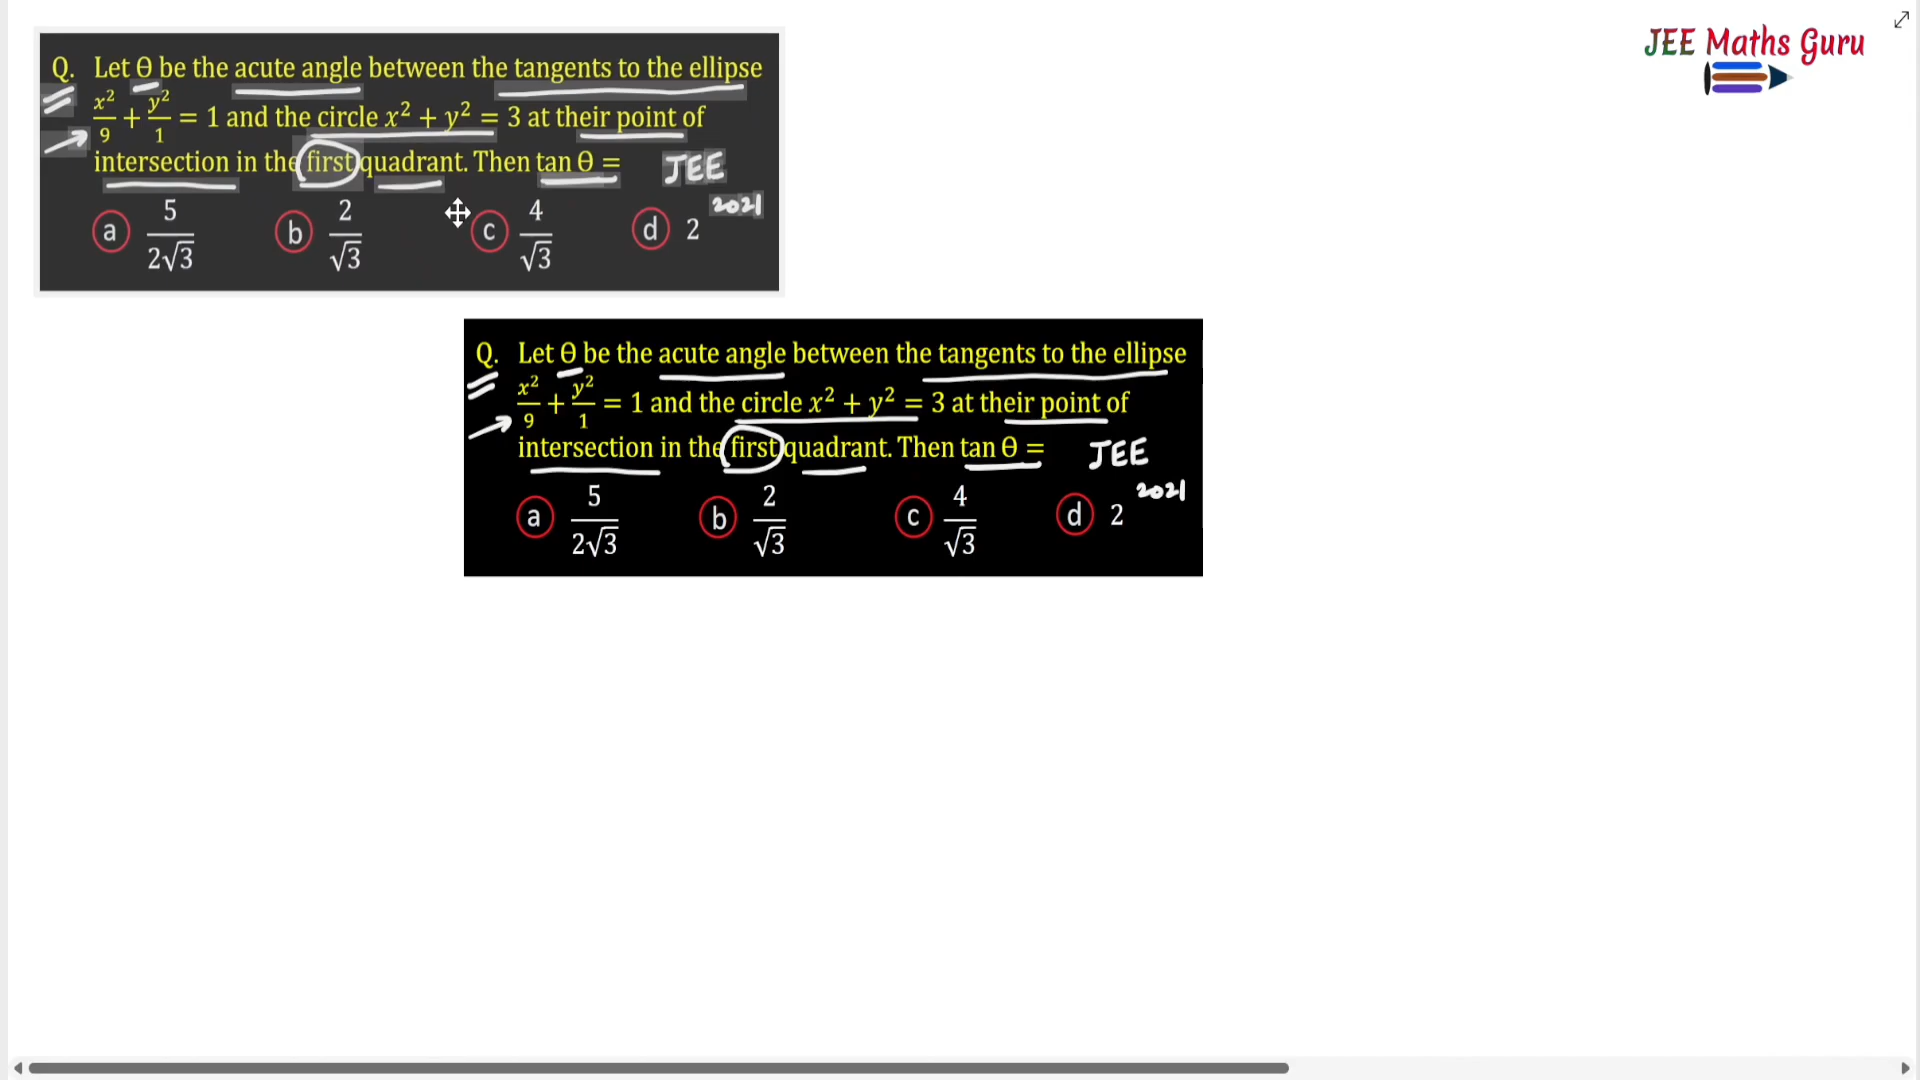 JEE Maths Guru
Q. Let θ be the acute angle between the tangents to the ellipse
x²/9 + y²/1 = 1 and the circle x² + y² = 3 at their point of
intersection in the first quadrant. Then tan θ = JEE
2021
a 5/2√3 b 2/√3 c 4/√3 d 2
Q. Let θ be the acute angle between the tangents to the ellipse
x²/9 + y²/1 = 1 and the circle x² + y² = 3 at their point of
intersection in the first quadrant. Then tan θ = JEE
2021
a 5/2√3 b 2/√3 c 4/√3 d 2